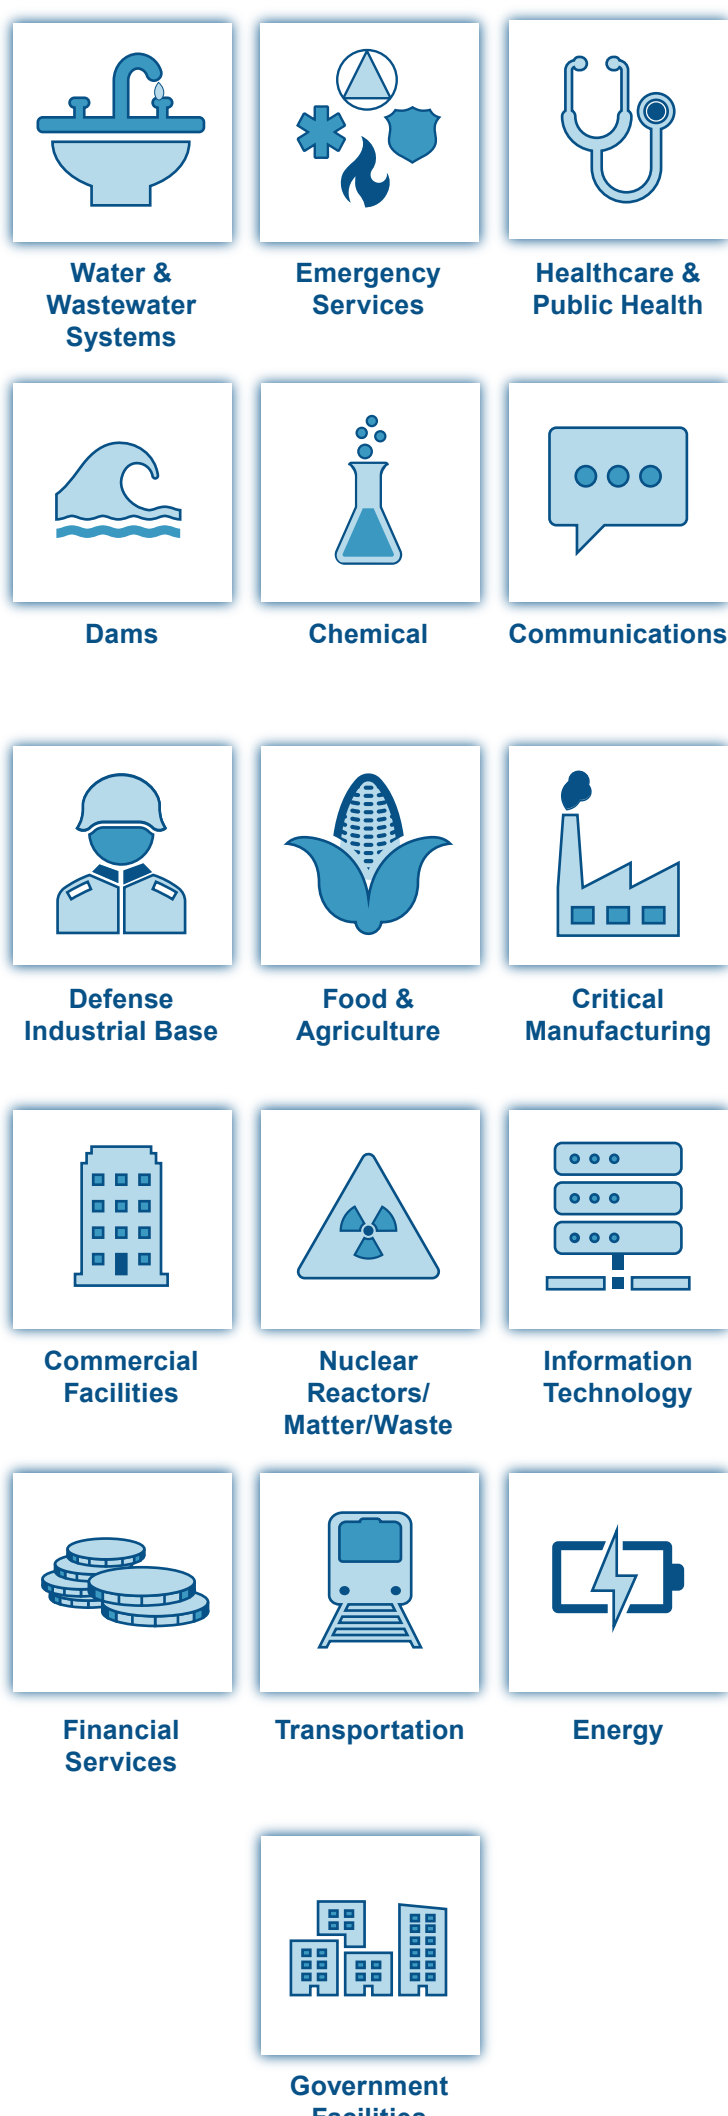 Water &
Wastewater
Systems
Emergency
Services
Healthcare &
Public Health
Dams
Chemical
Communications
Defense
Industrial Base
Food &
Agriculture
Critical
Manufacturing
Commercial
Facilities
Nuclear
Reactors/
Matter/Waste
Information
Technology
Financial
Services
Transportation
Energy
Government
Facilities